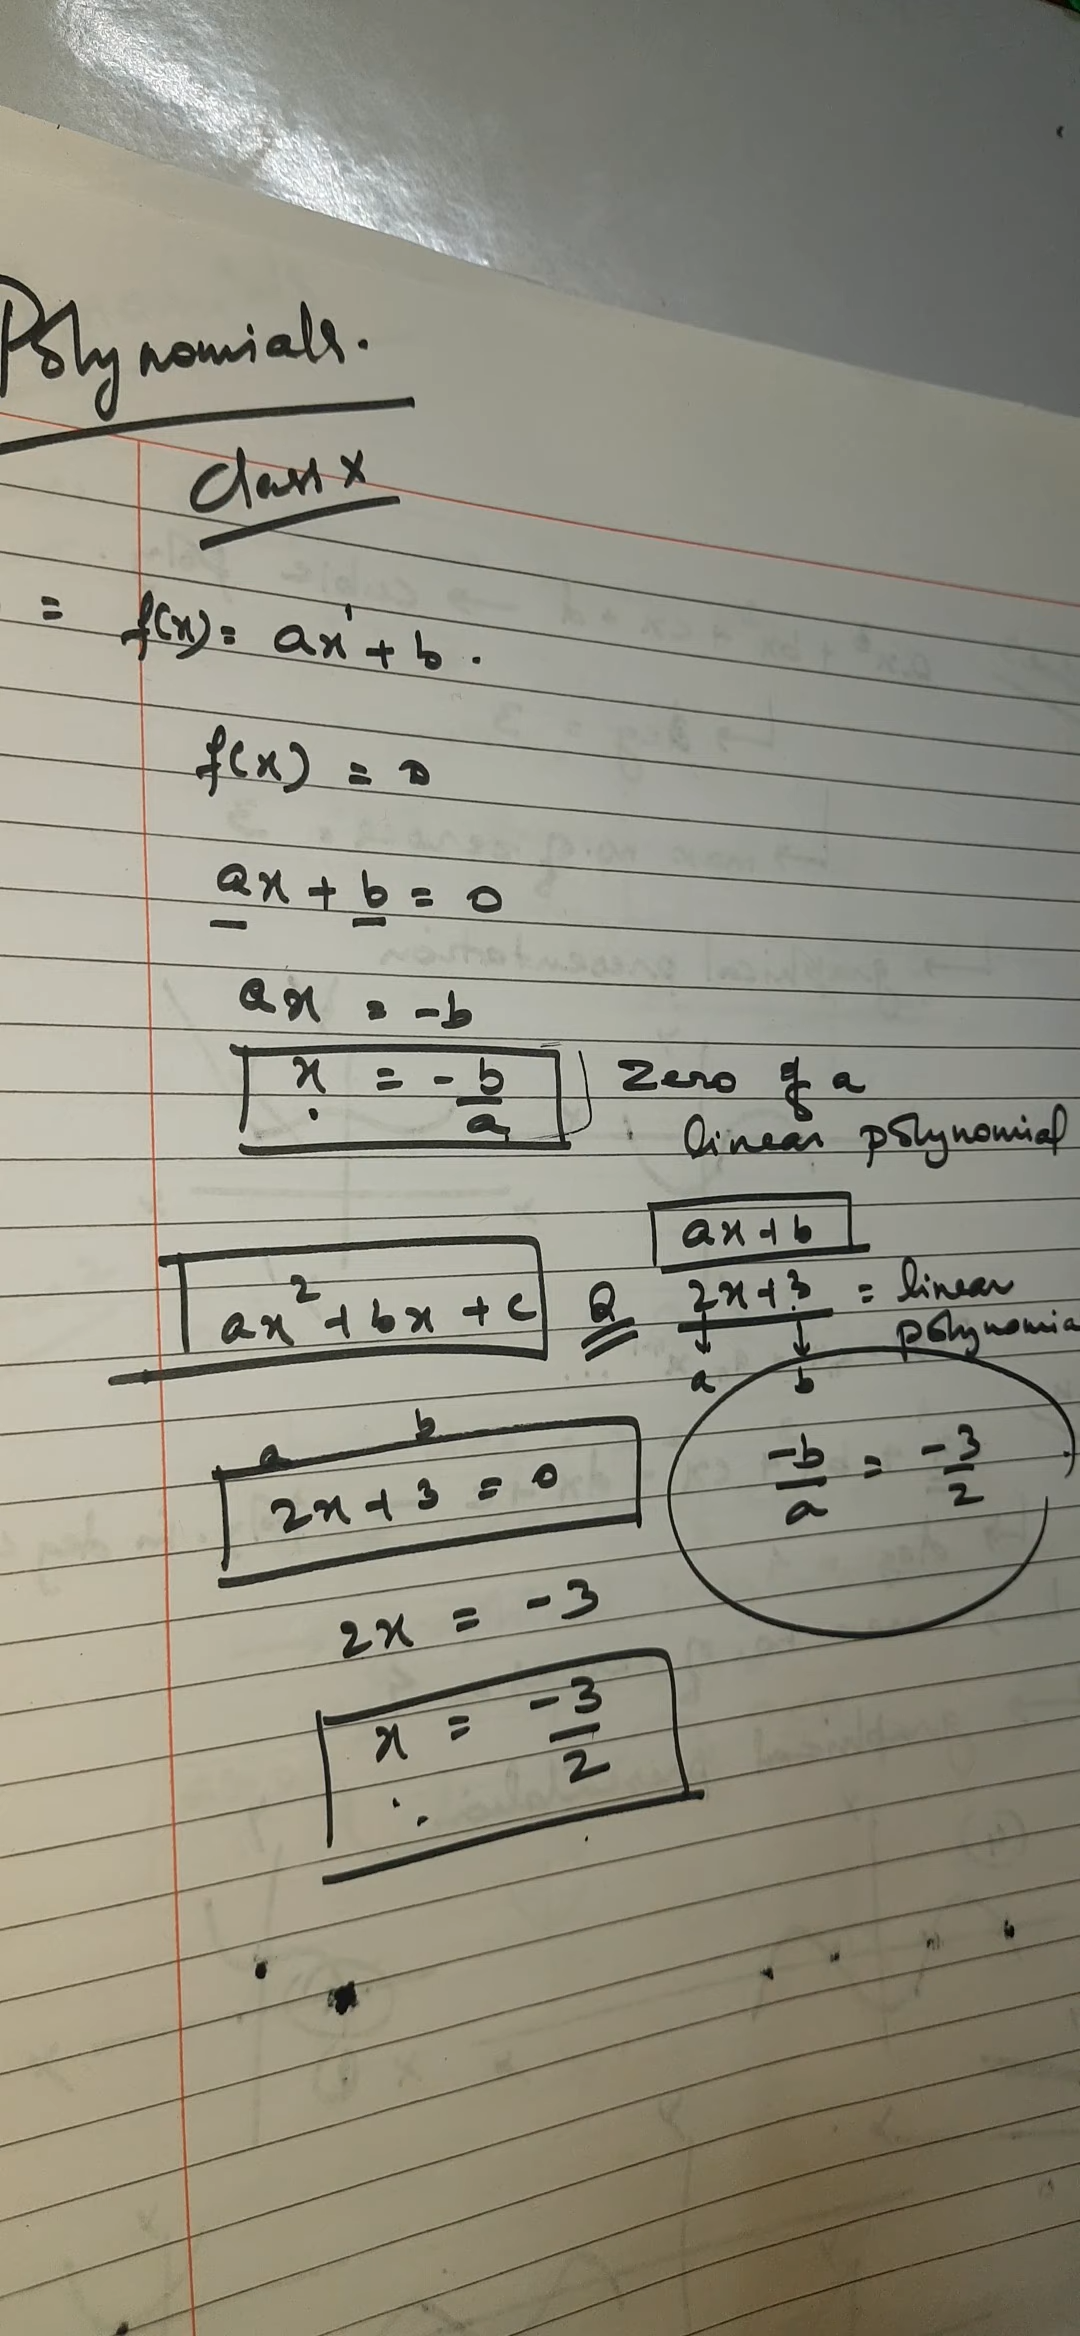 Polynomials.
Class X
= f(x) = ax¹ + b.
f(x) = 0
ax + b = 0
ax = -b
x = -b/a Zero of a
linear polynomial
ax + b
ax² + bx + c Q 2x+3 = linear
polynomia
a b
a b
2x + 3 = 0 -b/a = -3/2
2x = -3
x = -3/2